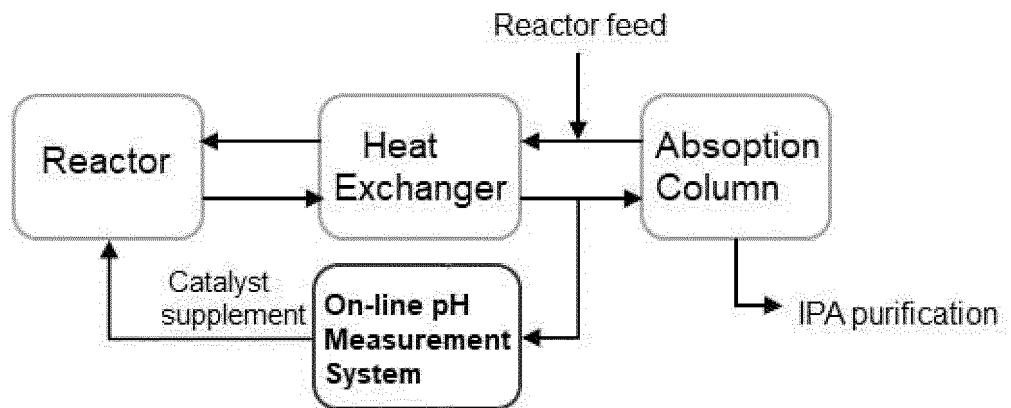 Reactor feed
Reactor
Heat
Exchanger
Absoption
Column
Catalyst
supplement
On-line pH
Measurement
System
IPA purification